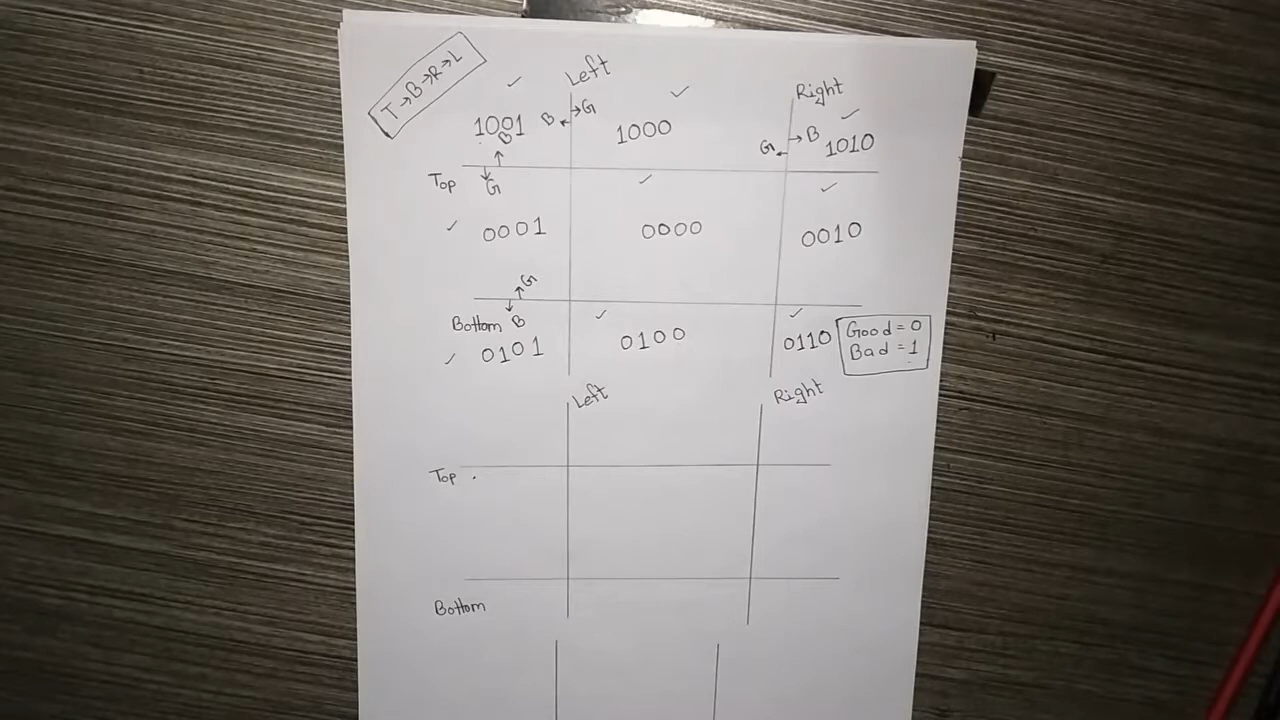 T→B→R→L
Left
Right
1001
B
B ← → G
1000
G ← → B
1010
Top
G
0001
0000
0010
G
Bottom B
0101
0100
0110
Good = 0
Bad = 1
Left
Right
Top
Bottom